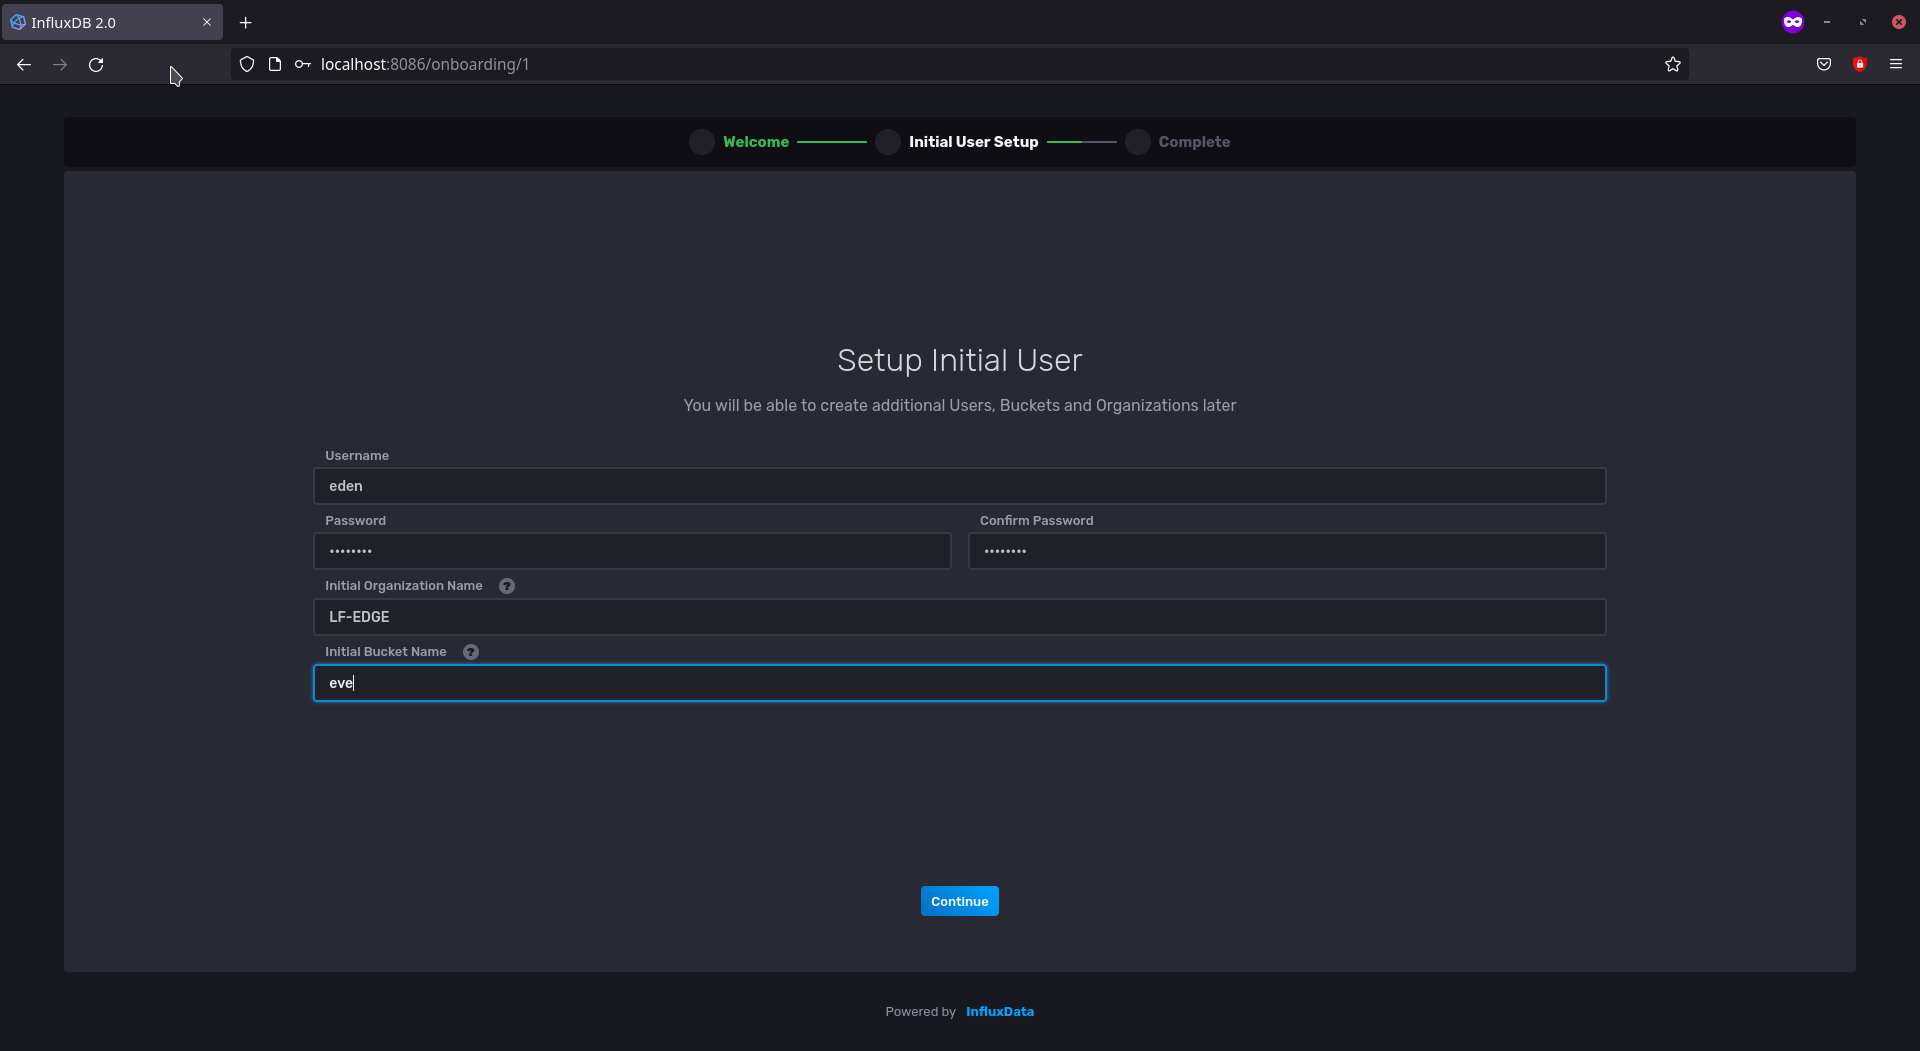 InfluxDB 2.0
localhost:8086/onboarding/1
Welcome Initial User Setup Complete
Setup Initial User
You will be able to create additional Users, Buckets and Organizations later
Username
eden
Password Confirm Password
•••••••• ••••••••
Initial Organization Name ?
LF-EDGE
Initial Bucket Name ?
eve
Continue
Powered by InfluxData